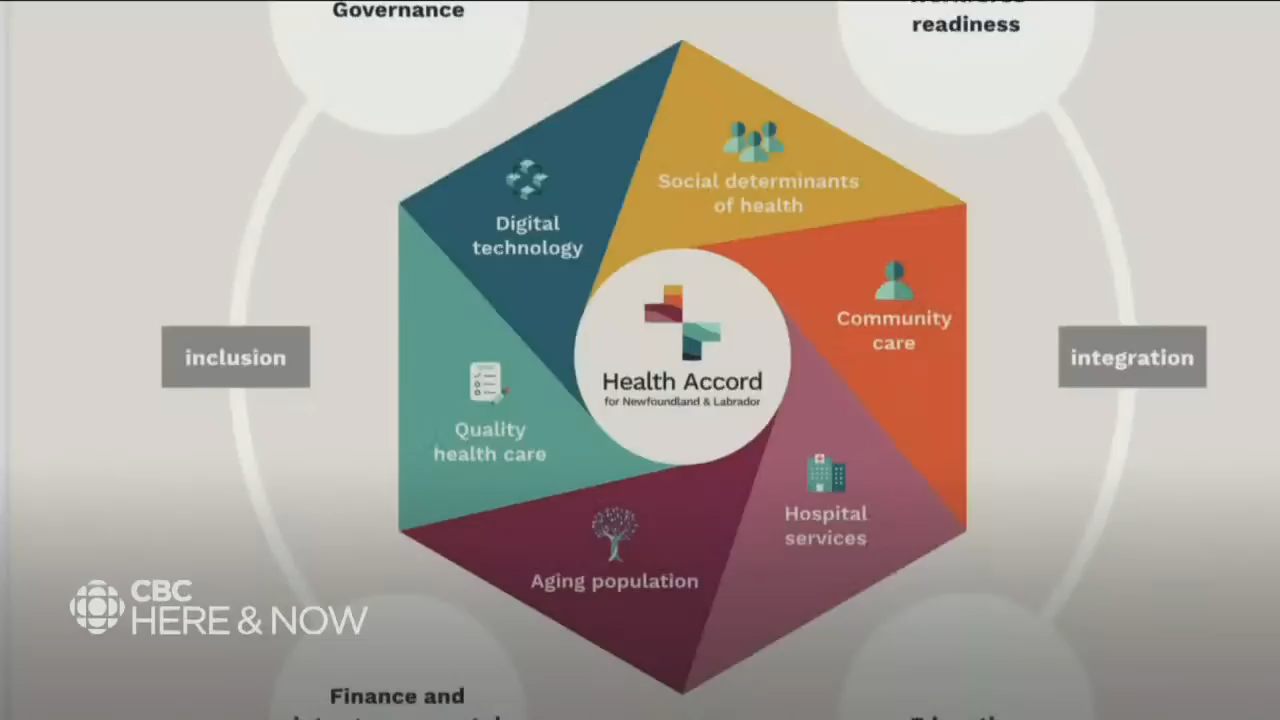 Governance
readiness
Social determinants
of health
Digital
technology
Community
care
inclusion
integration
Health Accord
for Newfoundland & Labrador
Quality
health care
Hospital
services
Aging population
CBC
HERE & NOW
Finance and